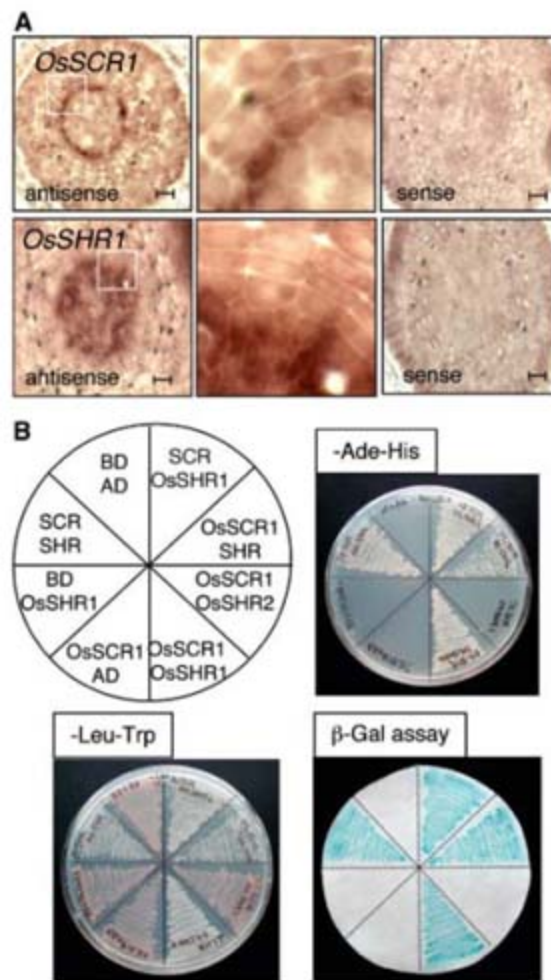 A
OsSCR1
antisense
sense
OsSHR1
antisense
sense
B
BD
AD
SCR
OsSHR1
SCR
SHR
OsSCR1
SHR
BD
OsSHR1
OsSCR1
OsSHR2
OsSCR1
AD
OsSCR1
OsSHR1
-Ade-His
-Leu-Trp
β-Gal assay